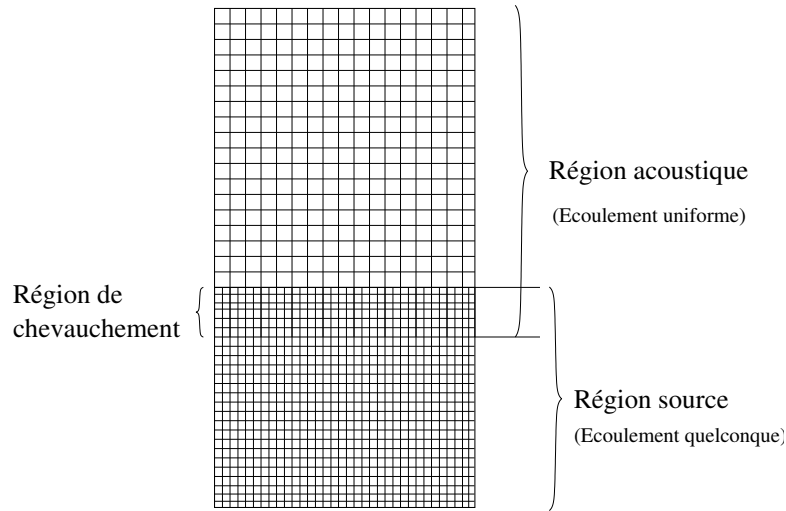 Région acoustique
(Ecoulement uniforme)
Région de
chevauchement
Région source
(Ecoulement quelconque)